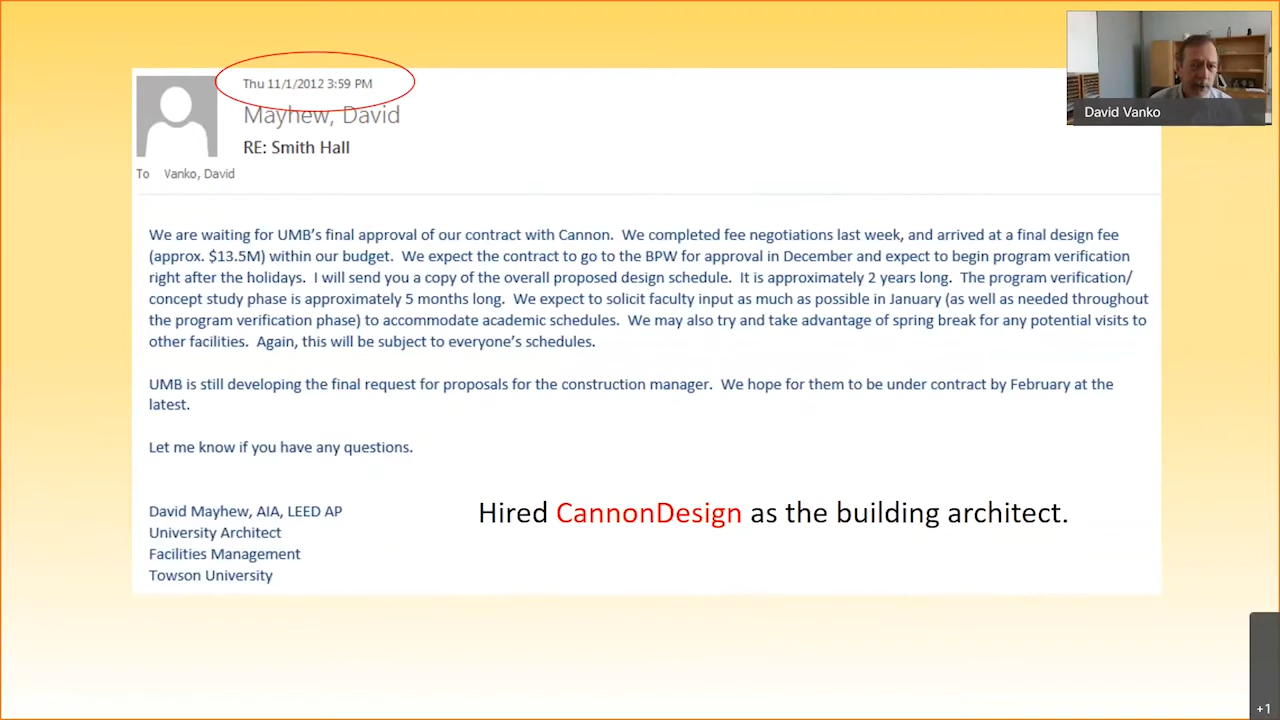 Thu 11/1/2012 3:59 PM
Mayhew, David
RE: Smith Hall
To Vanko, David
David Vanko
We are waiting for UMB's final approval of our contract with Cannon. We completed fee negotiations last week, and arrived at a final design fee
(approx. $13.5M) within our budget. We expect the contract to go to the BPW for approval in December and expect to begin program verification
right after the holidays. I will send you a copy of the overall proposed design schedule. It is approximately 2 years long. The program verification/
concept study phase is approximately 5 months long. We expect to solicit faculty input as much as possible in January (as well as needed throughout
the program verification phase) to accommodate academic schedules. We may also try and take advantage of spring break for any potential visits to
other facilities. Again, this will be subject to everyone's schedules.
UMB is still developing the final request for proposals for the construction manager. We hope for them to be under contract by February at the
latest.
Let me know if you have any questions.
David Mayhew, AIA, LEED AP
University Architect
Facilities Management
Towson University
Hired CannonDesign as the building architect.
+1